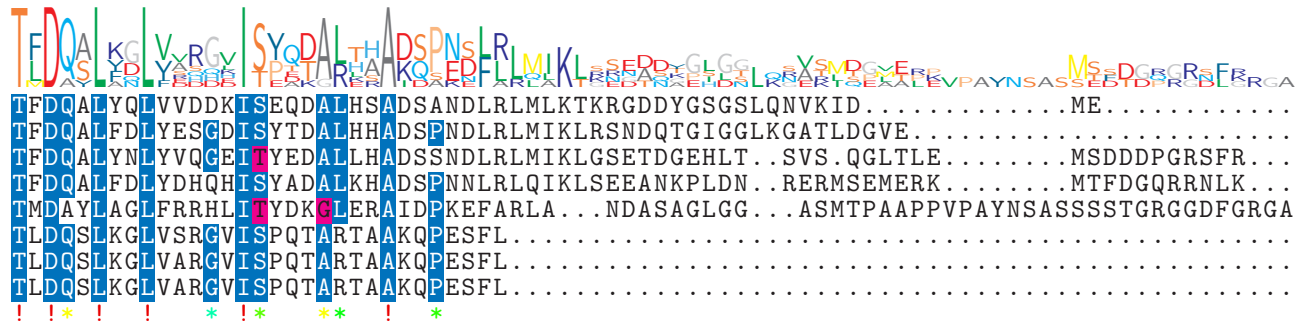 TFDQALYQLVVDDKISEQDALHSADSANDLRLMLKTKRGDDYGSGSLQNVKID.............ME............
TFDQALFDLYESGDISYTDALHHADSPNDLRLMIKLRSNDQTGIGGLKGATLDGVE........................
TFDQALYNLYVQGEITYEDALLHADSSNDLRLMIKLGSETDGEHLT..SVS.QGLTLE........MSDDDPGRSFR...
TFDQALFDLYDHQHISYADALKHADSPNNLRLQIKLSEEANKPLDN..RERMSEMERK........MTFDGQRRNLK...
TMDAYLAGLFRRHLITYDKGLERAIDPKEFARLA...NDASAGLGG...ASMTPAAPPVPAYNSASSSSTGRGGDFGRGA
TLDQSLKGLVSRGVISPQTARTAAKQPESFL.................................................
TLDQSLKGLVARGVISPQTARTAAKQPESFL.................................................
TLDQSLKGLVARGVISPQTARTAAKQPESFL.................................................
! !* ! ! * !* ** ! *